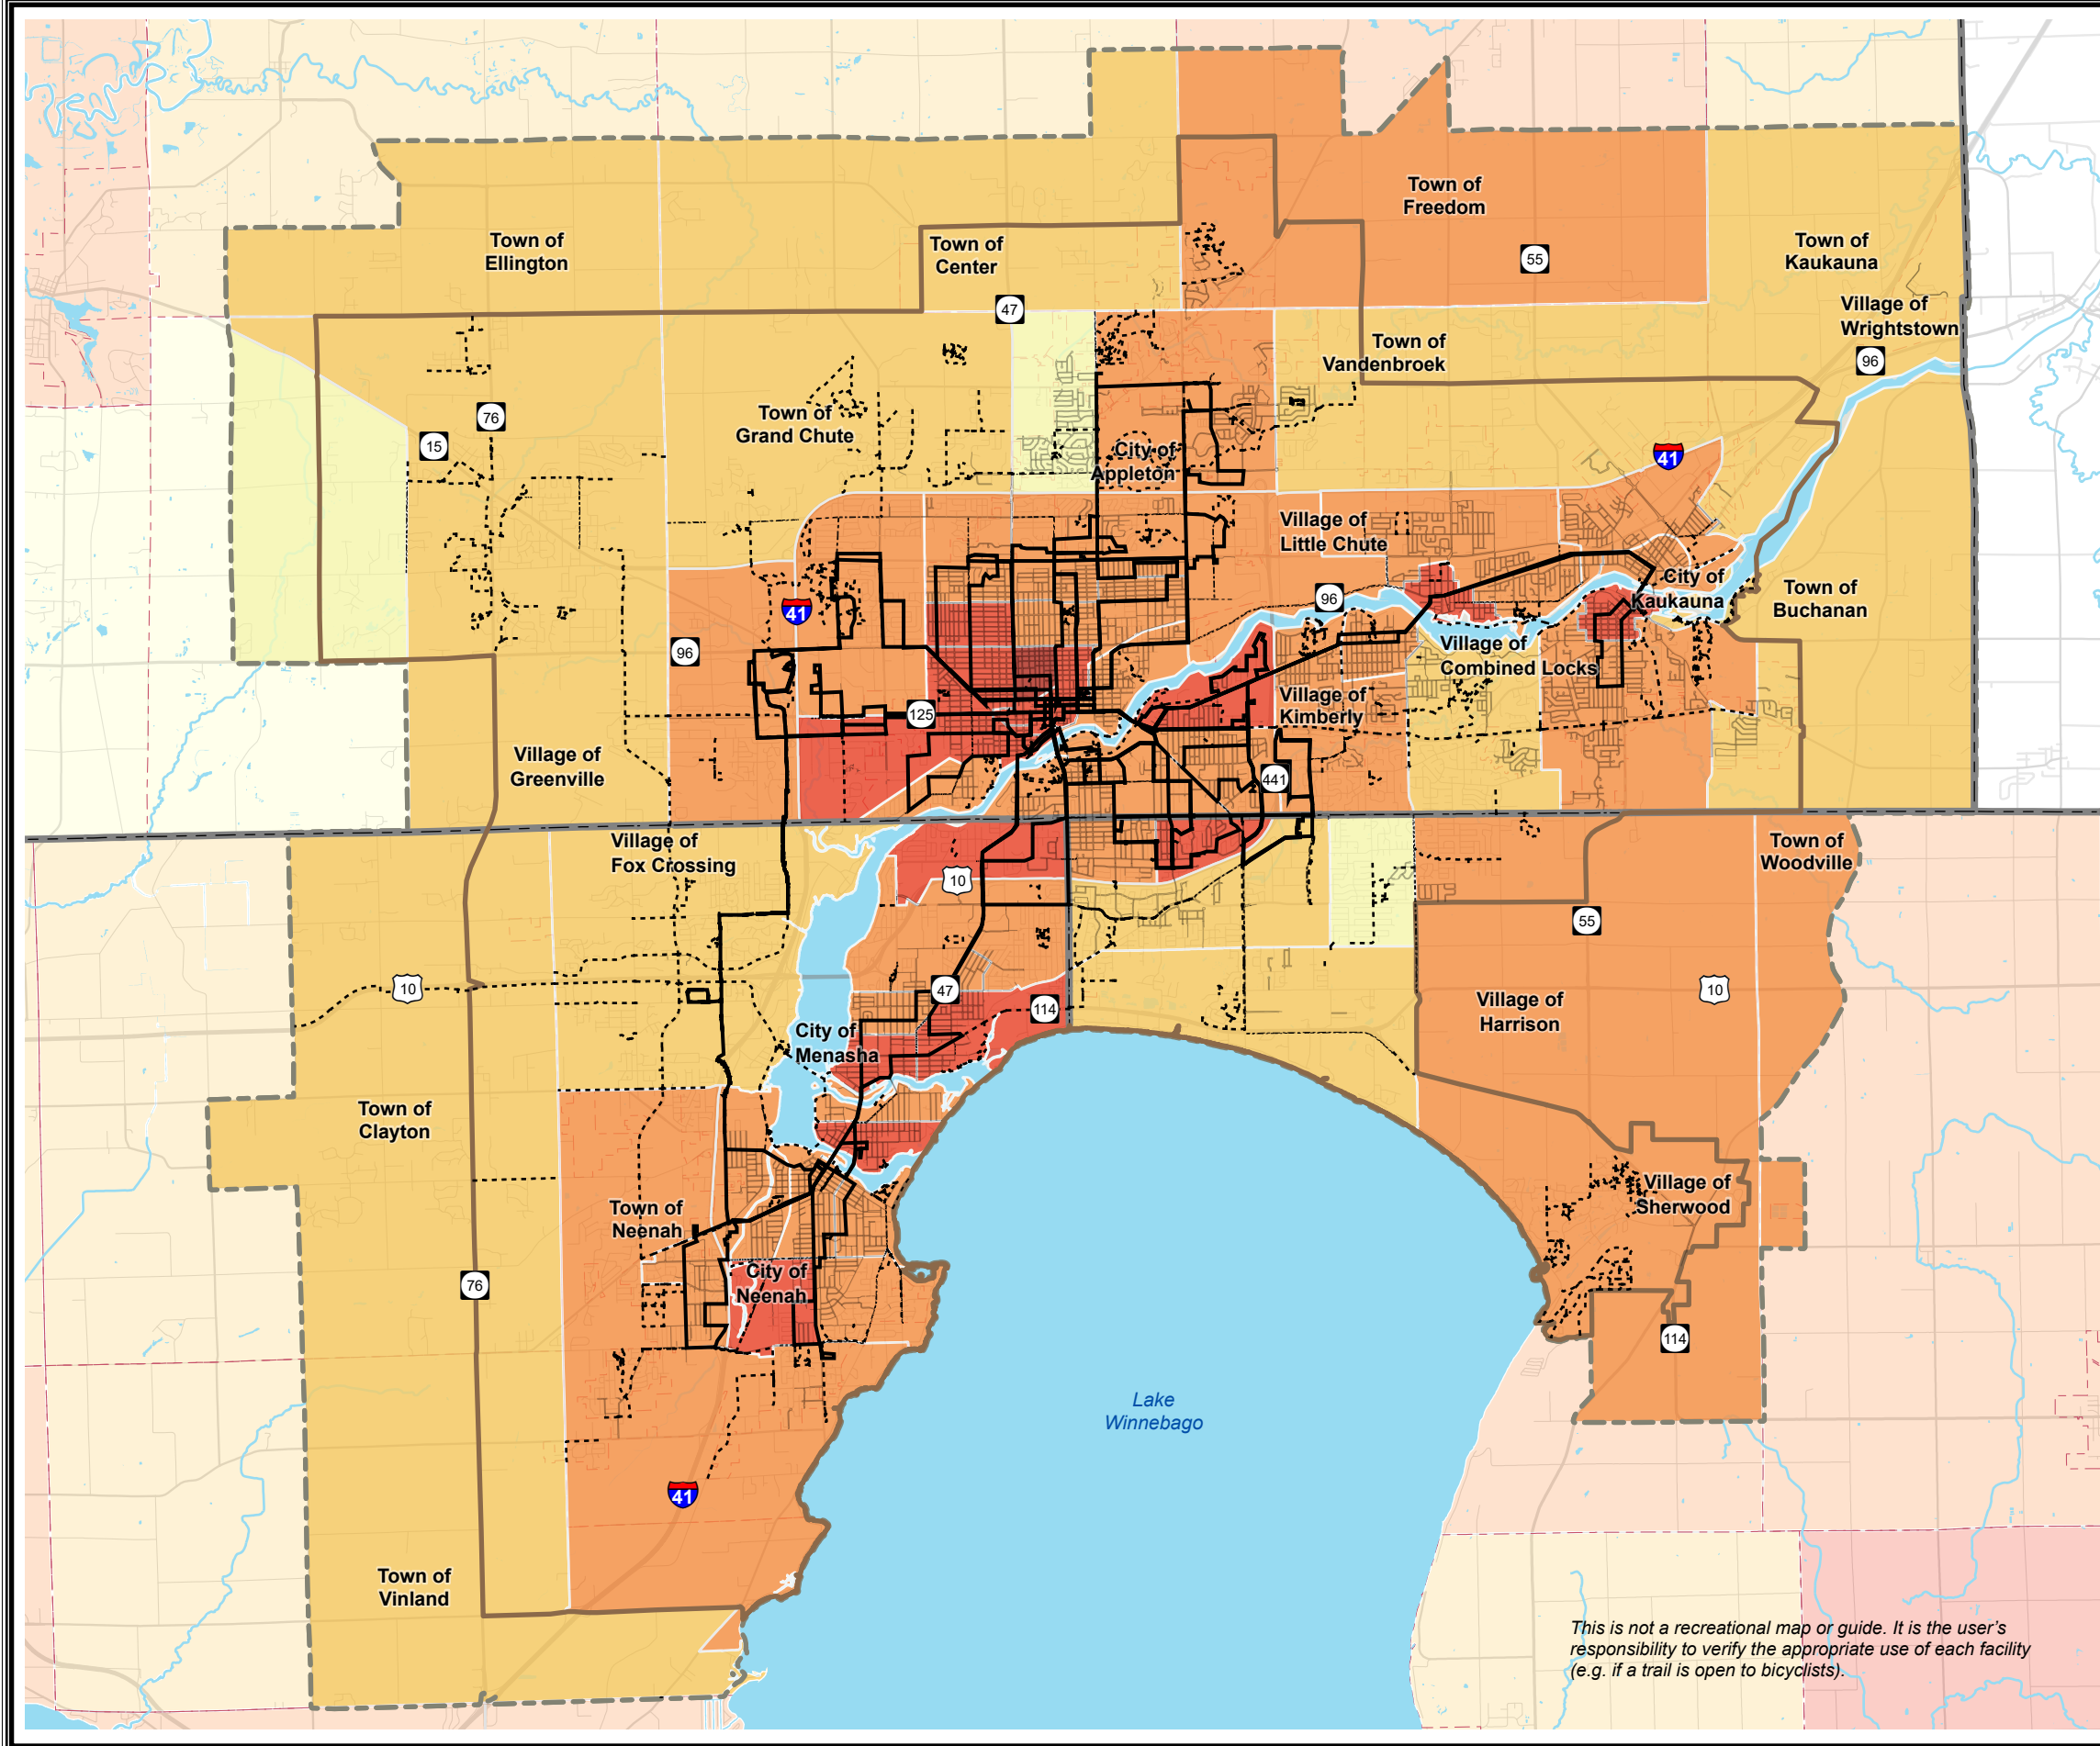 Town of
Freedom
Town of
Ellington
Town of
Center
55
Town of
Kaukauna
47
Village of
Wrightstown
Town of
Vandenbroek
96
76
Town of
Grand Chute
15
City of
Appleton
41
Village of
Little Chute
City of
Kaukauna
Town of
Buchanan
41
96
96
Village of
Combined Locks
125
Village of
Kimberly
Village of
Greenville
441
Village of
Fox Crossing
Town of
Woodville
10
55
10
47
114
Village of
Harrison
10
City of
Menasha
Town of
Clayton
Town of
Neenah
Village of
Sherwood
City of
Neenah
76
114
Lake
Winnebago
41
Town of
Vinland
This is not a recreational map or guide. It is the user's
responsibility to verify the appropriate use of each facility
(e.g. if a trail is open to bicyclists).